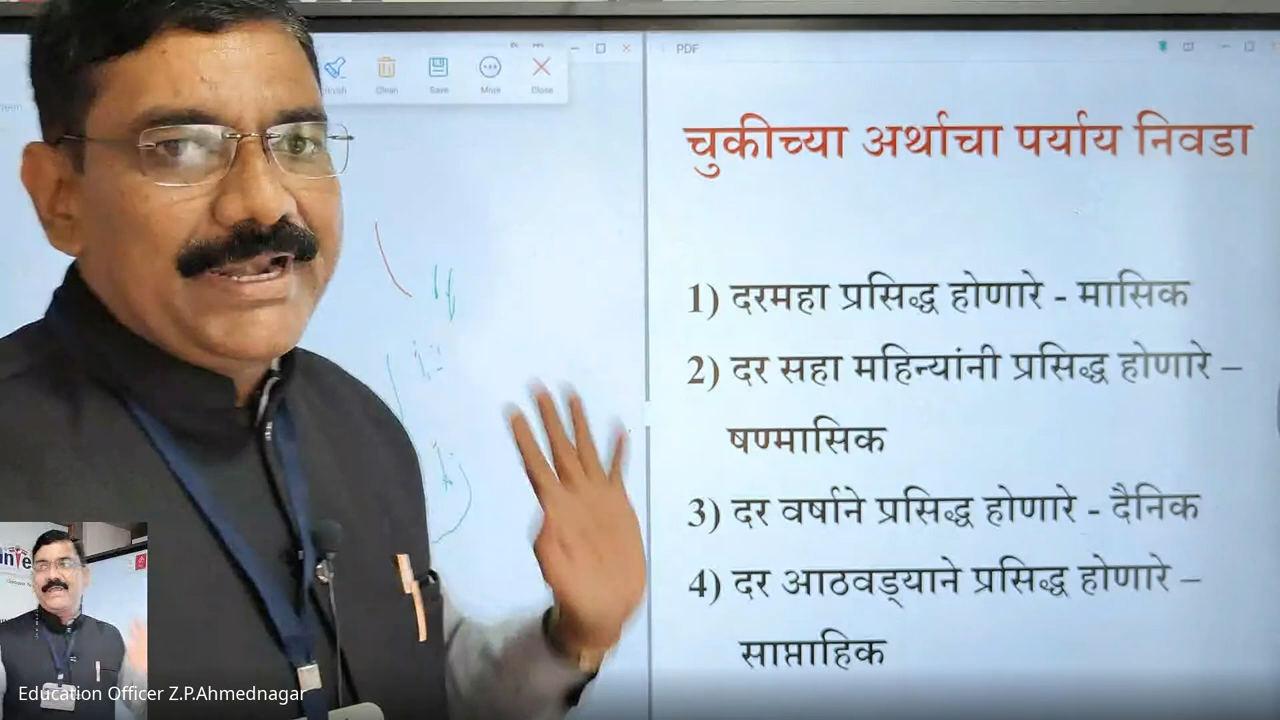 Clean
Save
More
Close
PDF
चुकीच्या अर्थाचा पर्याय निवडा
1) दरमहा प्रसिद्ध होणारे - मासिक
2) दर सहा महिन्यांनी प्रसिद्ध होणारे –
षण्मासिक
3) दर वर्षाने प्रसिद्ध होणारे - दैनिक
4) दर आठवड्याने प्रसिद्ध होणारे –
साप्ताहिक
Education Officer Z.P.Ahmednagar